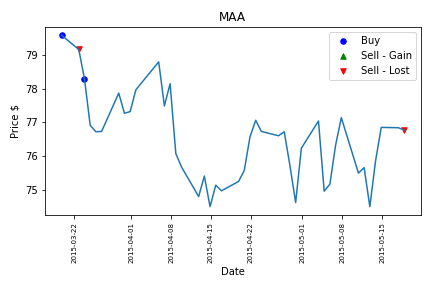 MAA
Buy
Sell - Gain
Sell - Lost
Price $
79
78
77
76
75
2015-03-22
2015-04-01
2015-04-08
2015-04-15
2015-04-22
2015-05-01
2015-05-08
2015-05-15
Date